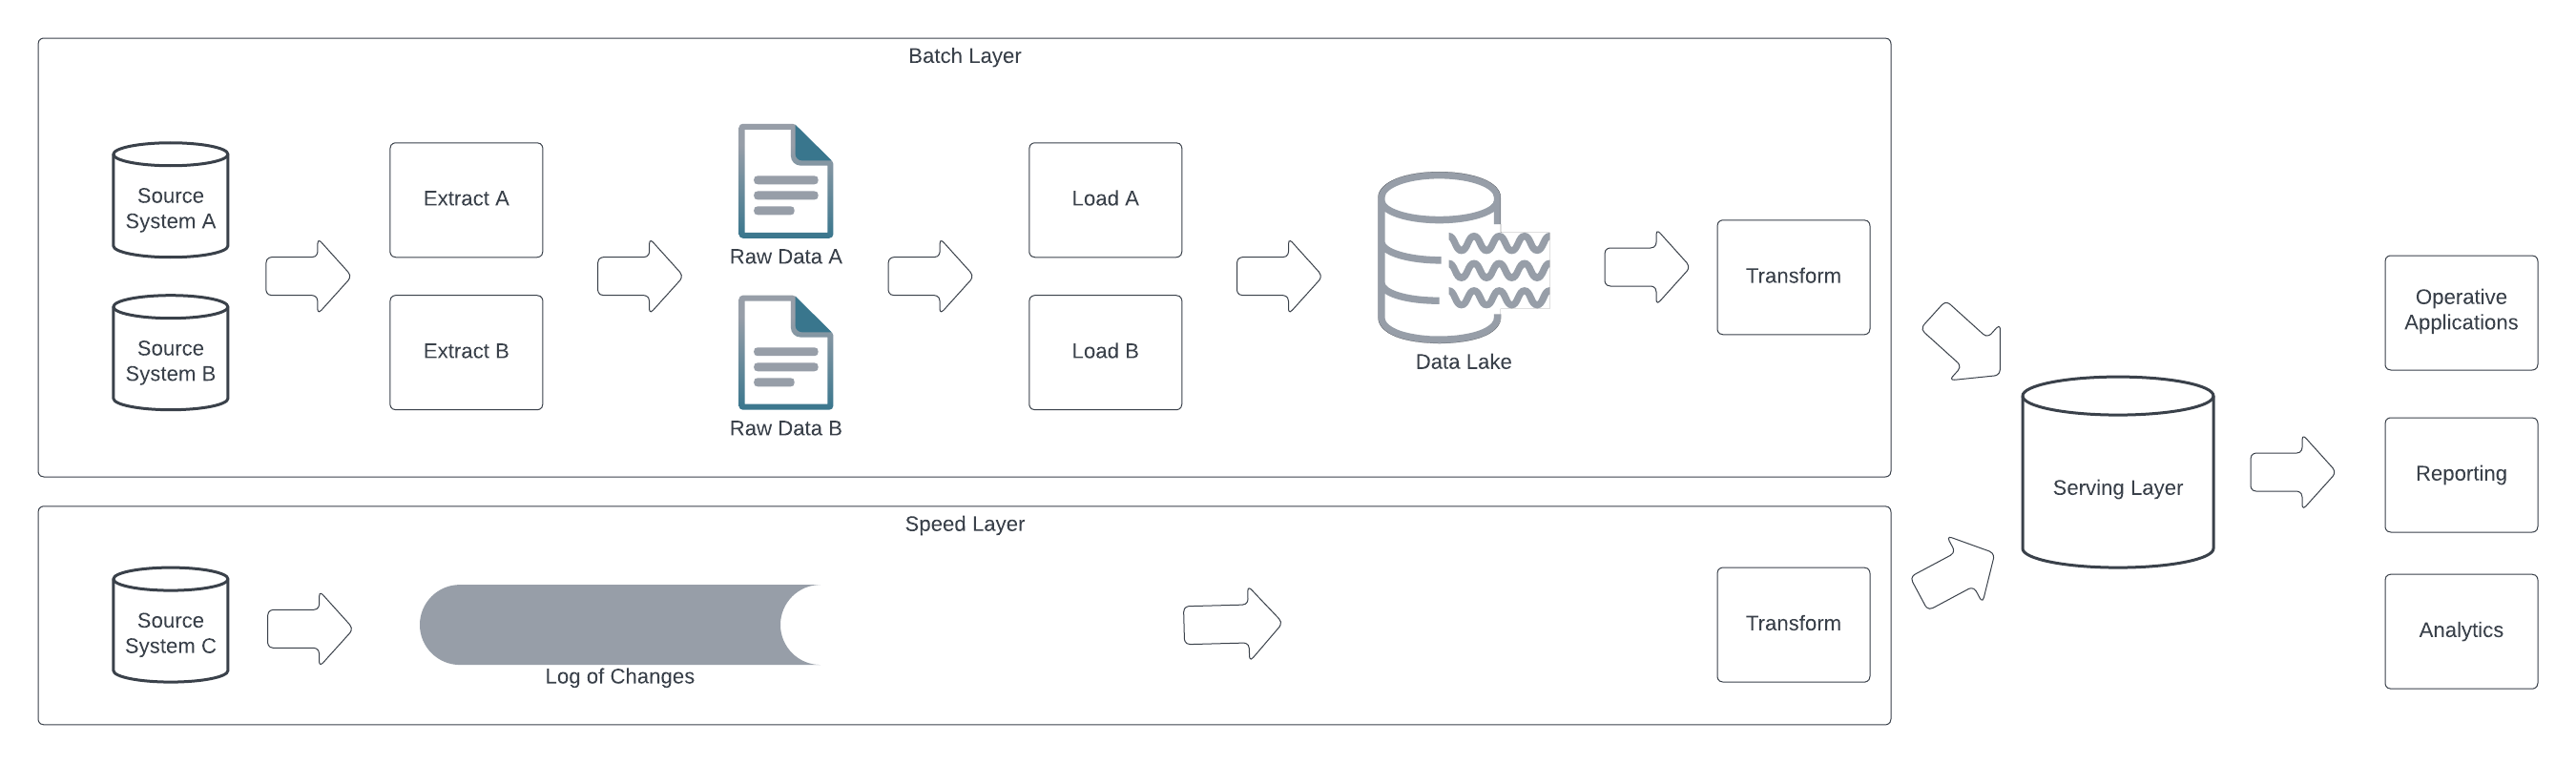 Batch Layer
Source
System A
Extract A
Raw Data A
Load A
Source
System B
Extract B
Raw Data B
Load B
Data Lake
Transform
Speed Layer
Source
System C
Log of Changes
Transform
Serving Layer
Operative
Applications
Reporting
Analytics